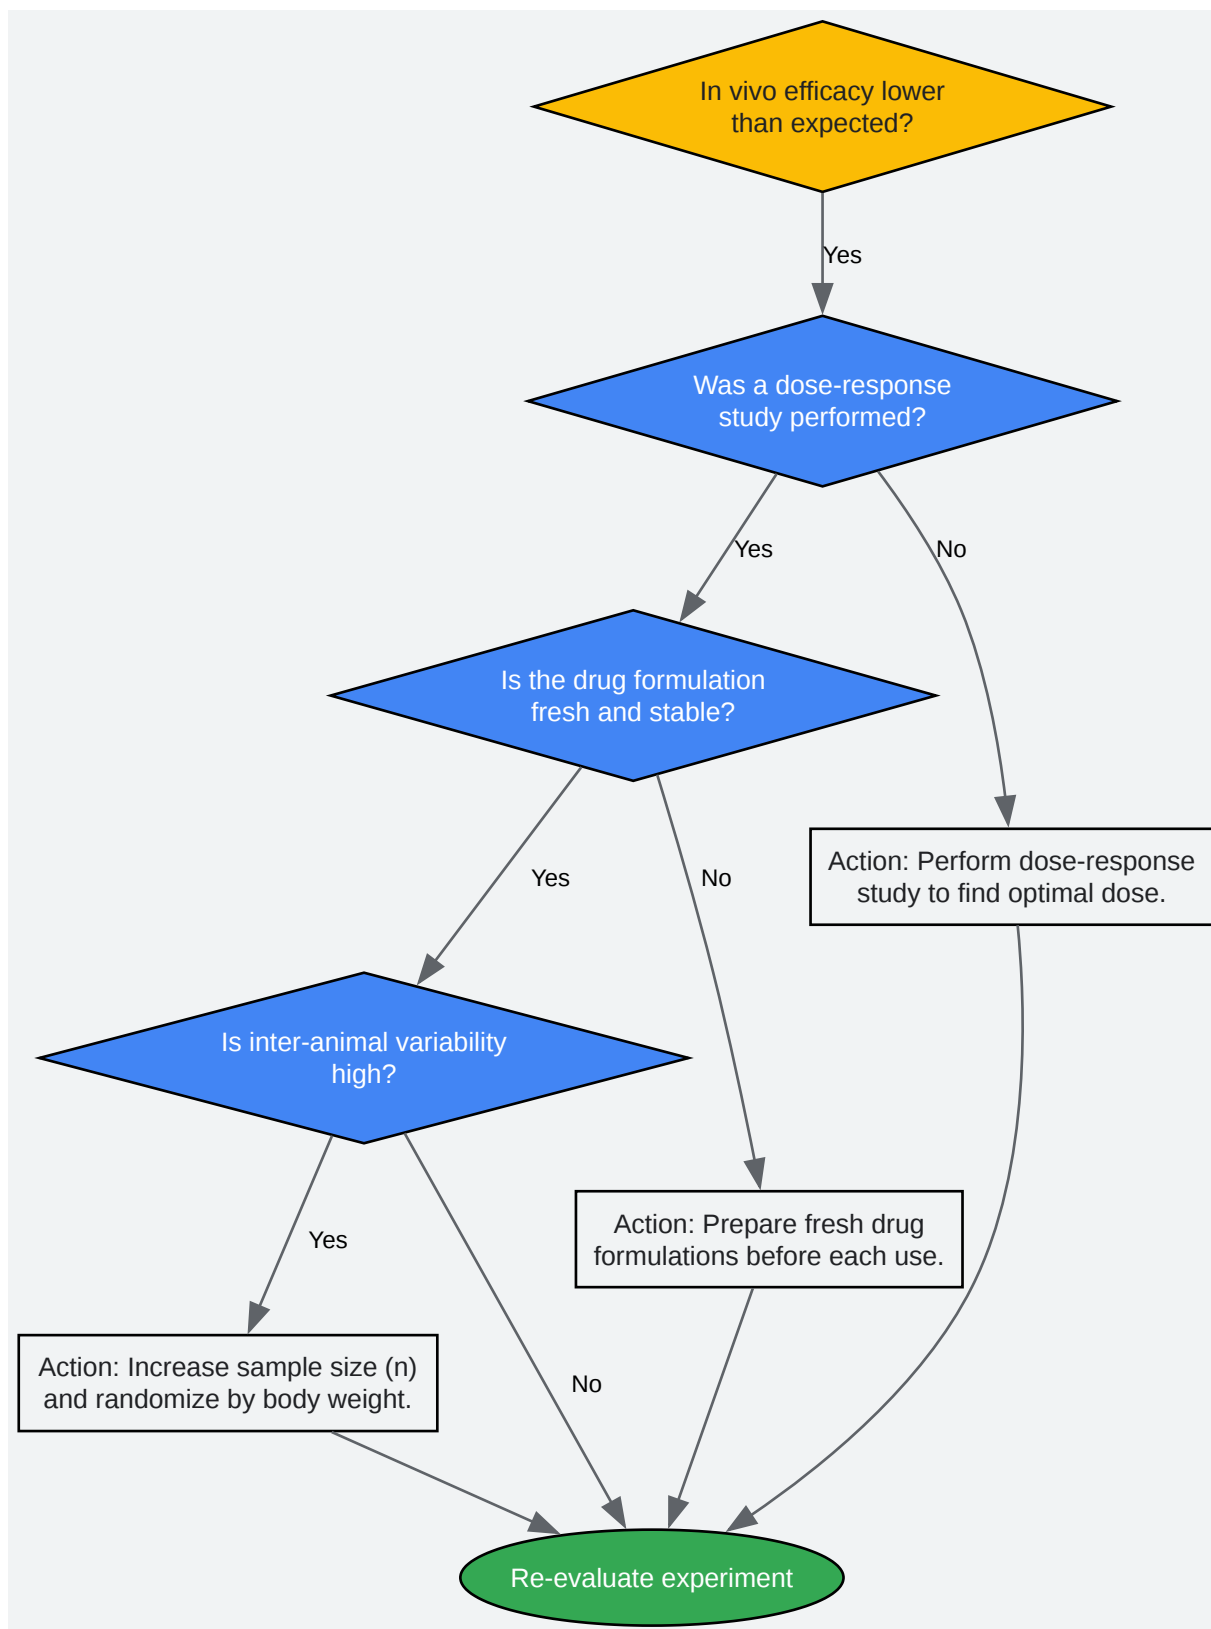 In vivo efficacy lower
than expected?
Yes
Was a dose-response
study performed?
Yes
No
Is the drug formulation
fresh and stable?
Yes
No
Action: Perform dose-response
study to find optimal dose.
Is inter-animal variability
high?
Yes
Action: Prepare fresh drug
formulations before each use.
Action: Increase sample size (n)
and randomize by body weight.
No
Re-evaluate experiment